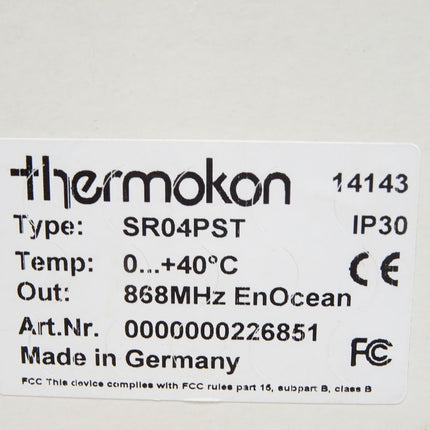 thermokon 14143
Type: SR04PST IP30
Temp: 0...+40°C CE
Out: 868MHz EnOcean
Art.Nr. 0000000226851
Made in Germany FC
FCC This device complies with FCC rules part 15, subpart B, class B